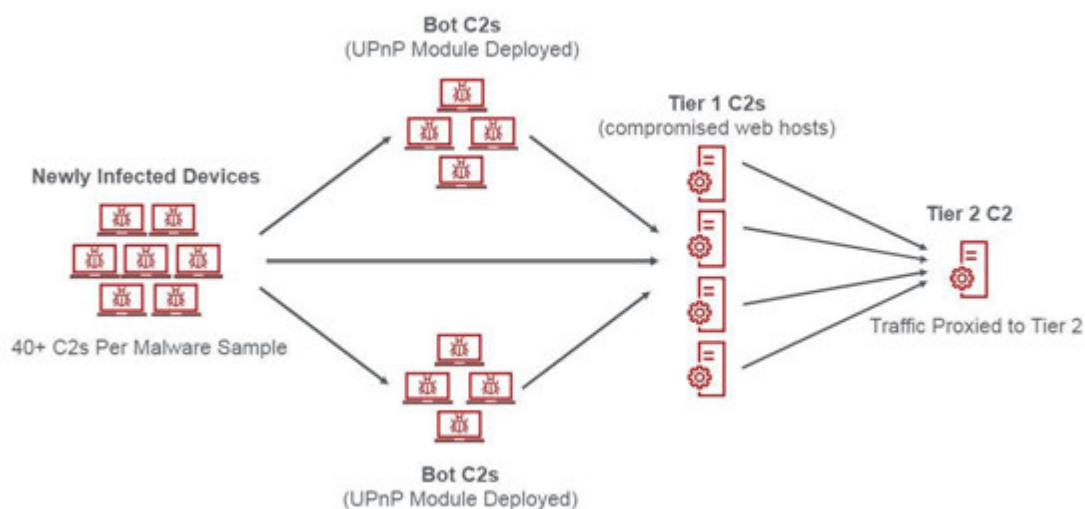 Bot C2s
(UPnP Module Deployed)
Tier 1 C2s
(compromised web hosts)
Newly Infected Devices
Tier 2 C2
40+ C2s Per Malware Sample
Traffic Proxied to Tier 2
Bot C2s
(UPnP Module Deployed)